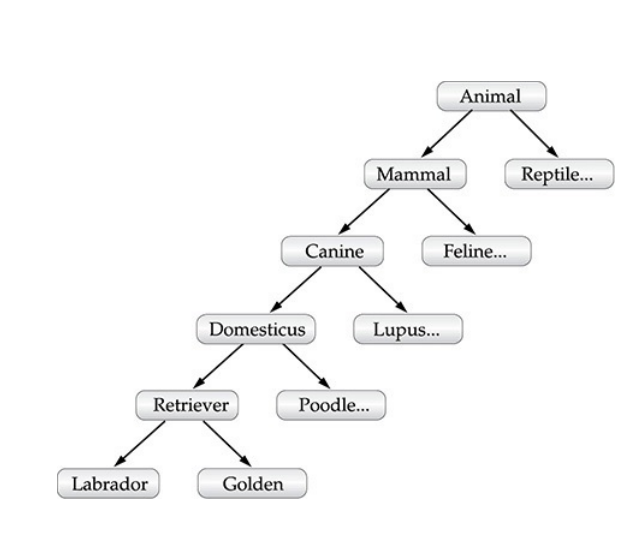 Animal
Mammal
Reptile...
Canine
Feline...
Domesticus
Lupus...
Retriever
Poodle...
Labrador
Golden